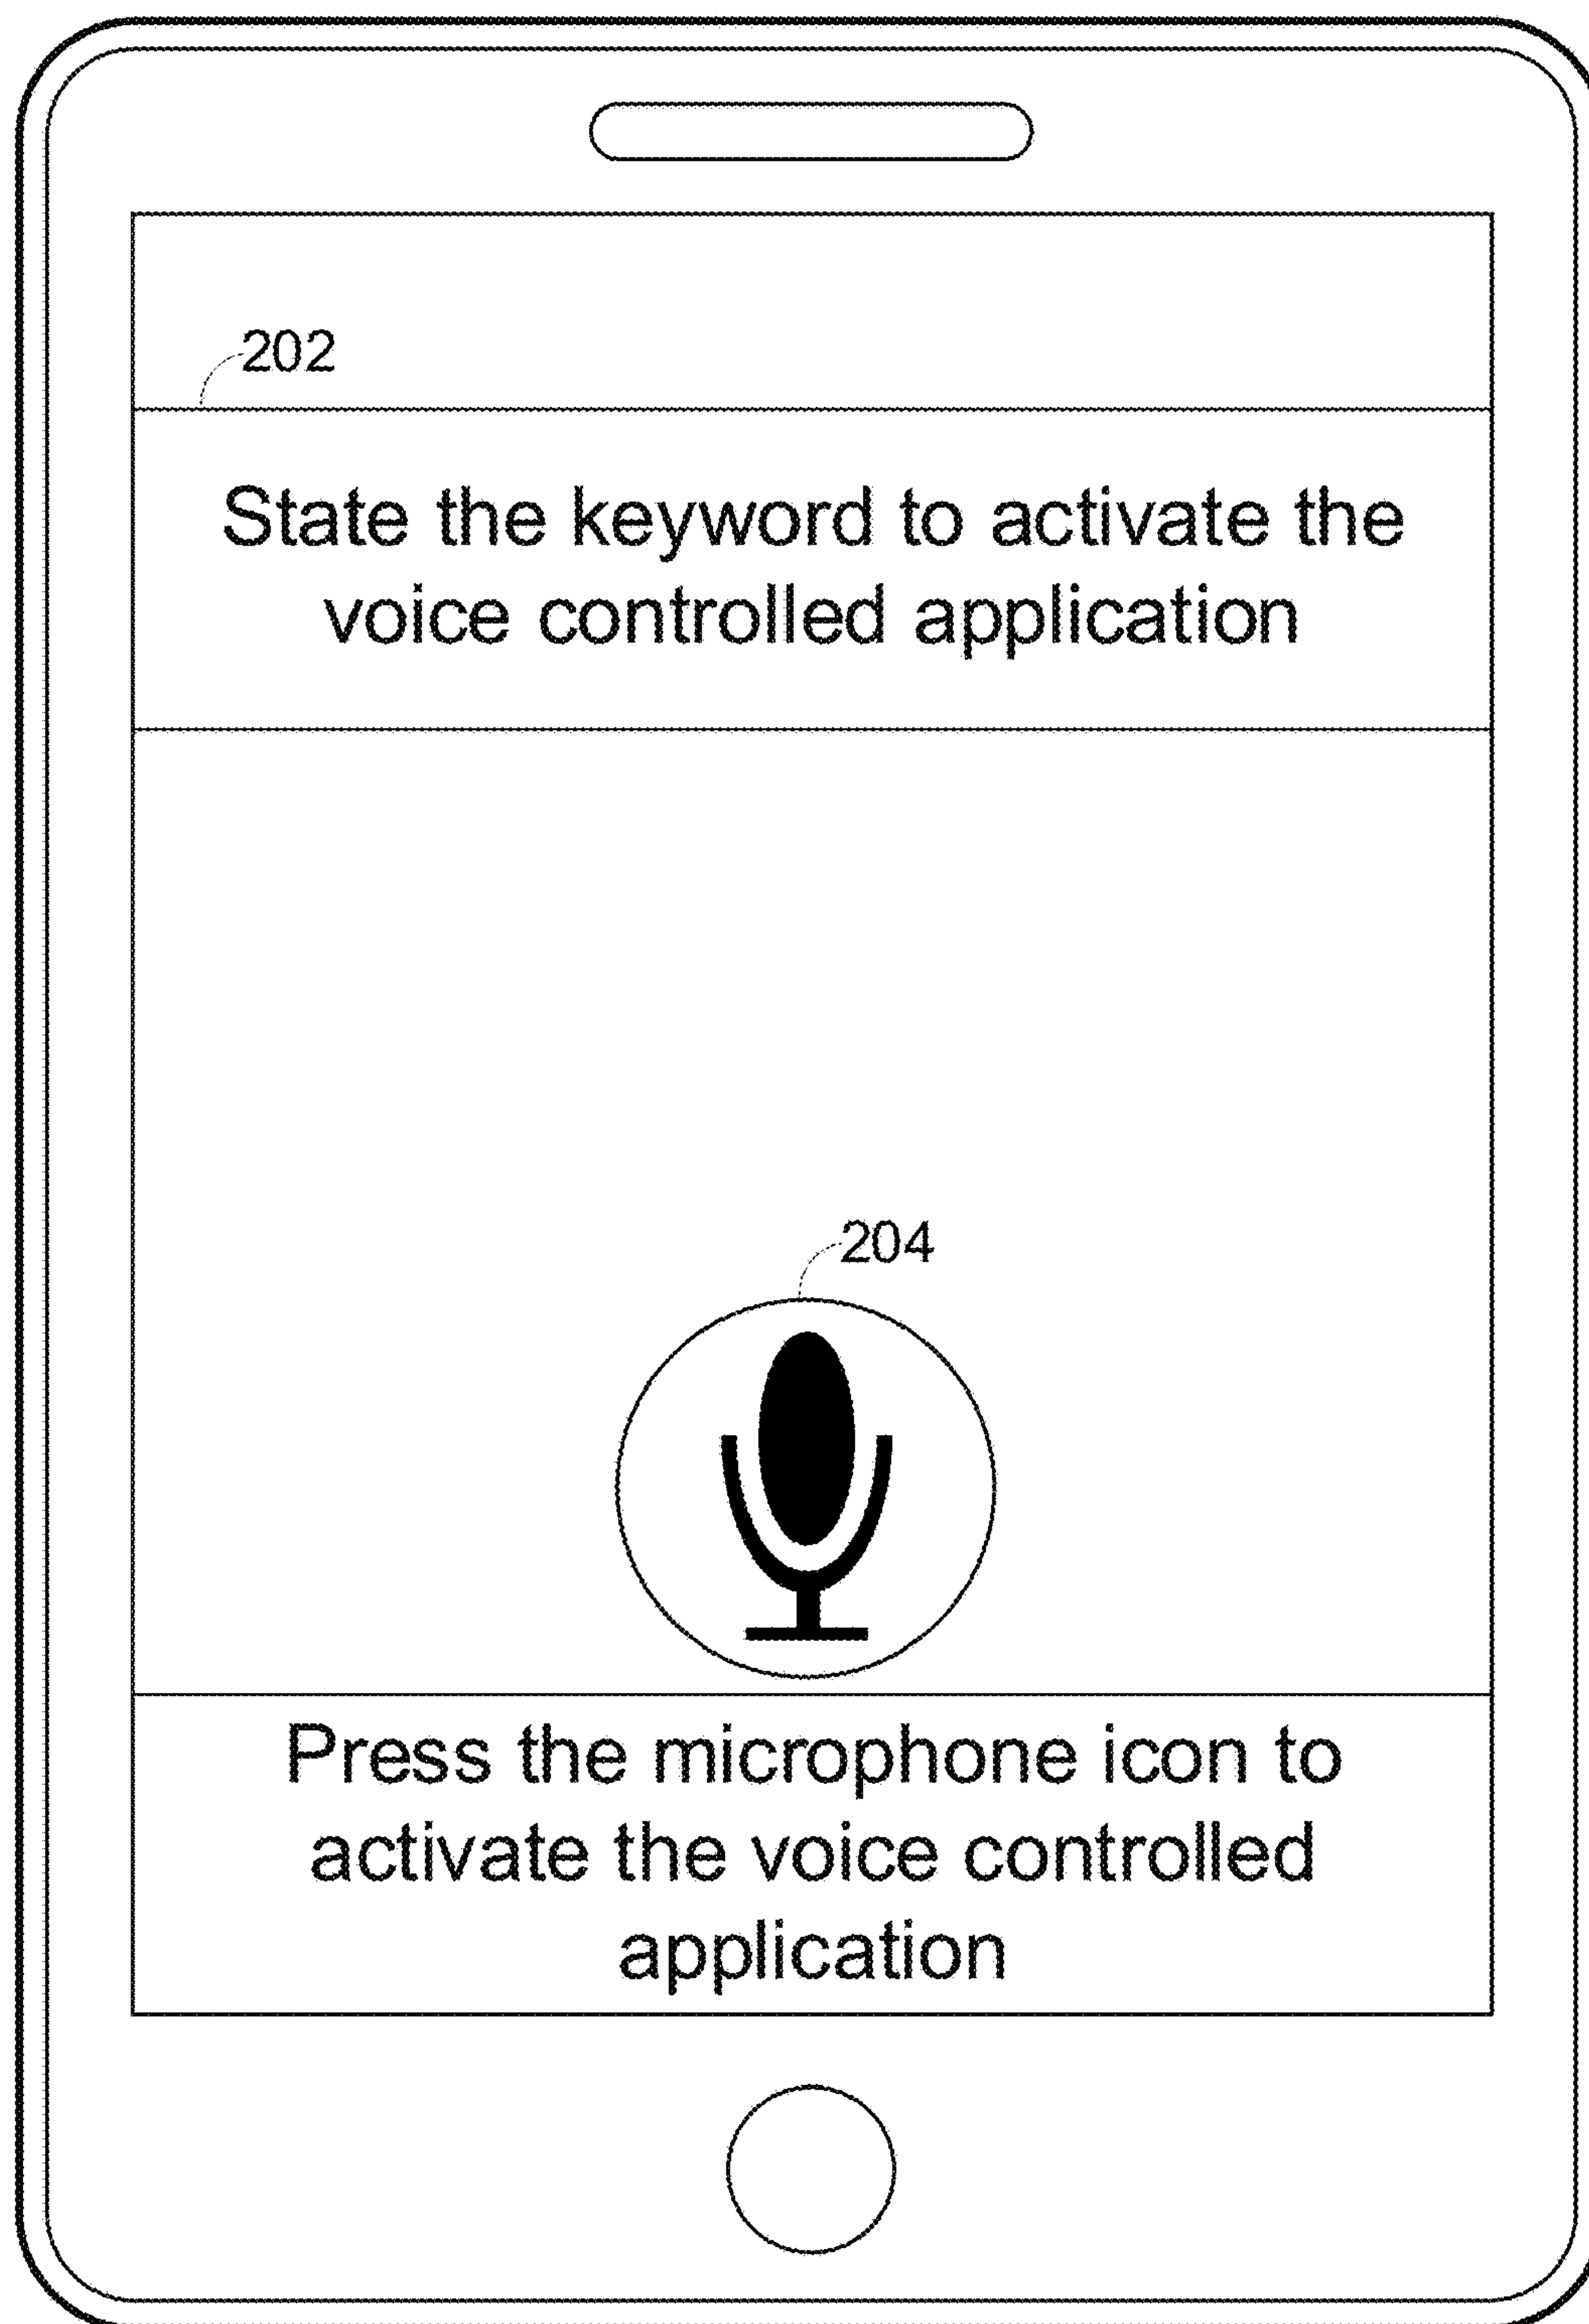 202
State the keyword to activate the
voice controlled application
204
Press the microphone icon to
activate the voice controlled
application